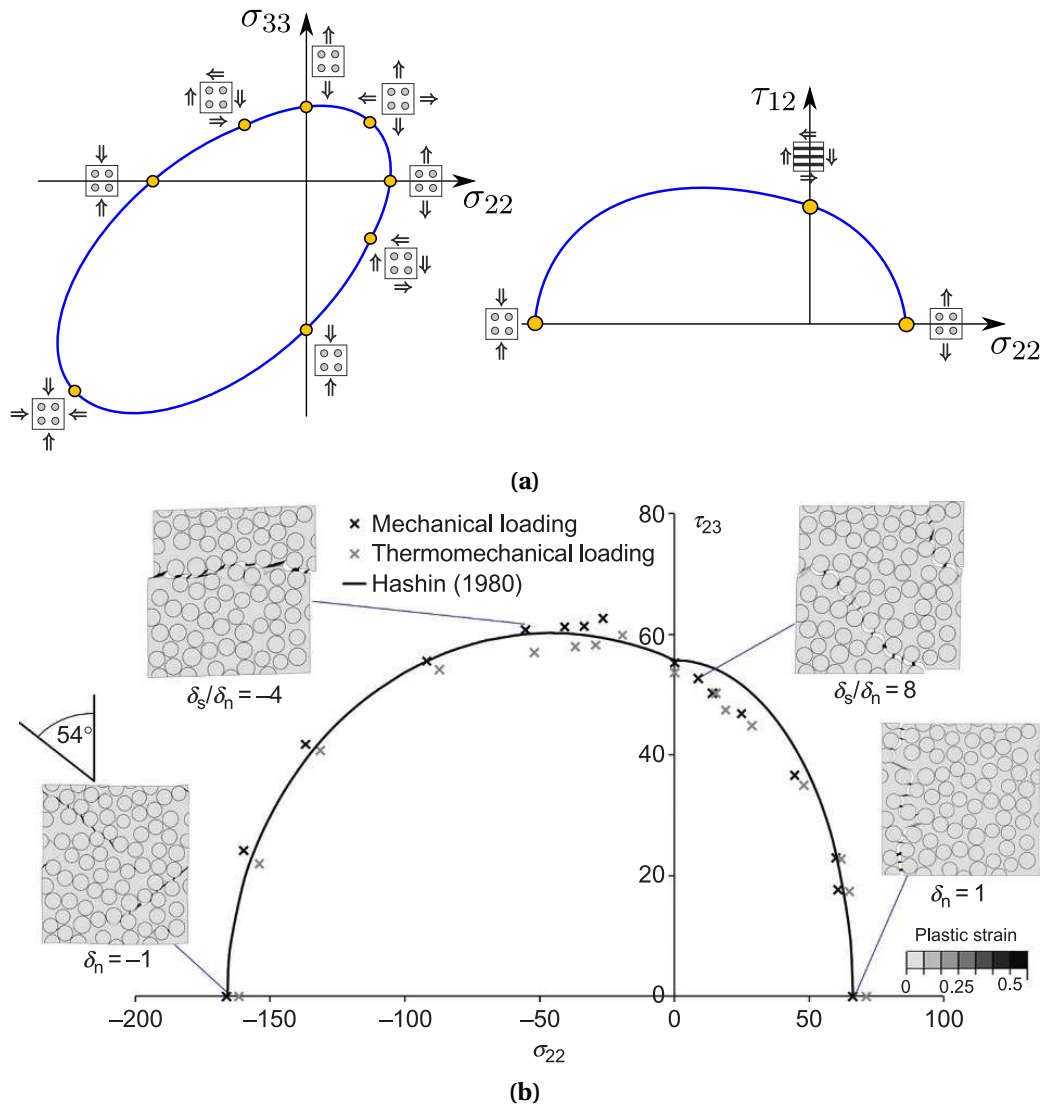 σ33
σ22
τ12
σ22
(a)
× Mechanical loading
× Thermomechanical loading
Hashin (1980)
δs/δn = –4
δs/δn = 8
54°
δn = –1
δn = 1
Plastic strain
0 0.25 0.5
τ23
80
60
40
20
0
–200 –150 –100 –50 0 50 100
σ22
(b)